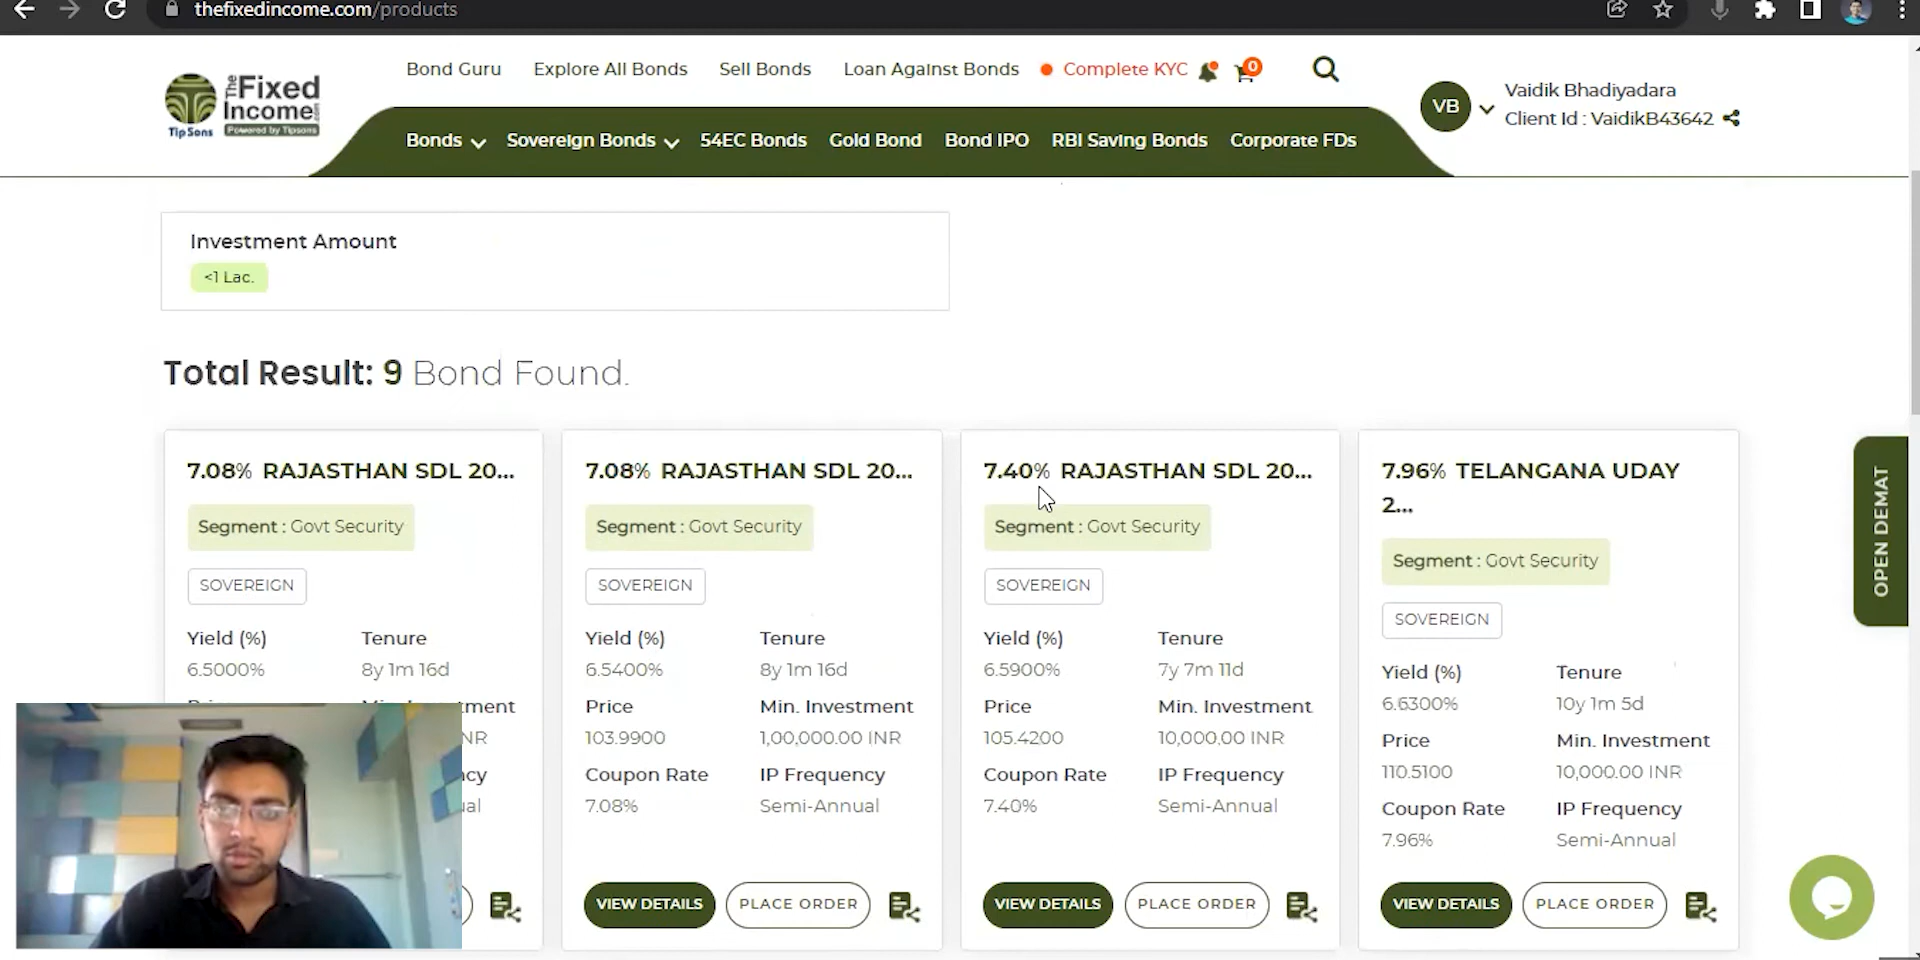 thefixedincome.com/products
Bond Guru Explore All Bonds Sell Bonds Loan Against Bonds Complete KYC 0
The Fixed Income.com
Powered by Tipsons
Tip Sons
VB
Vaidik Bhadiyadara
Client Id : VaidikB43642
Bonds Sovereign Bonds 54EC Bonds Gold Bond Bond IPO RBI Saving Bonds Corporate FDs
Investment Amount
<1 Lac.
Total Result: 9 Bond Found.
7.08% RAJASTHAN SDL 20...
Segment : Govt Security
SOVEREIGN
Yield (%) Tenure
6.5000% 8y 1m 16d
7.08% RAJASTHAN SDL 20...
Segment : Govt Security
SOVEREIGN
Yield (%) Tenure
6.5400% 8y 1m 16d
Price Min. Investment
103.9900 1,00,000.00 INR
Coupon Rate IP Frequency
7.08% Semi-Annual
VIEW DETAILS PLACE ORDER
7.40% RAJASTHAN SDL 20...
Segment : Govt Security
SOVEREIGN
Yield (%) Tenure
6.5900% 7y 7m 11d
Price Min. Investment
105.4200 10,000.00 INR
Coupon Rate IP Frequency
7.40% Semi-Annual
VIEW DETAILS PLACE ORDER
7.96% TELANGANA UDAY
2...
Segment : Govt Security
SOVEREIGN
Yield (%) Tenure
6.6300% 10y 1m 5d
Price Min. Investment
110.5100 10,000.00 INR
Coupon Rate IP Frequency
7.96% Semi-Annual
VIEW DETAILS PLACE ORDER
OPEN DEMAT